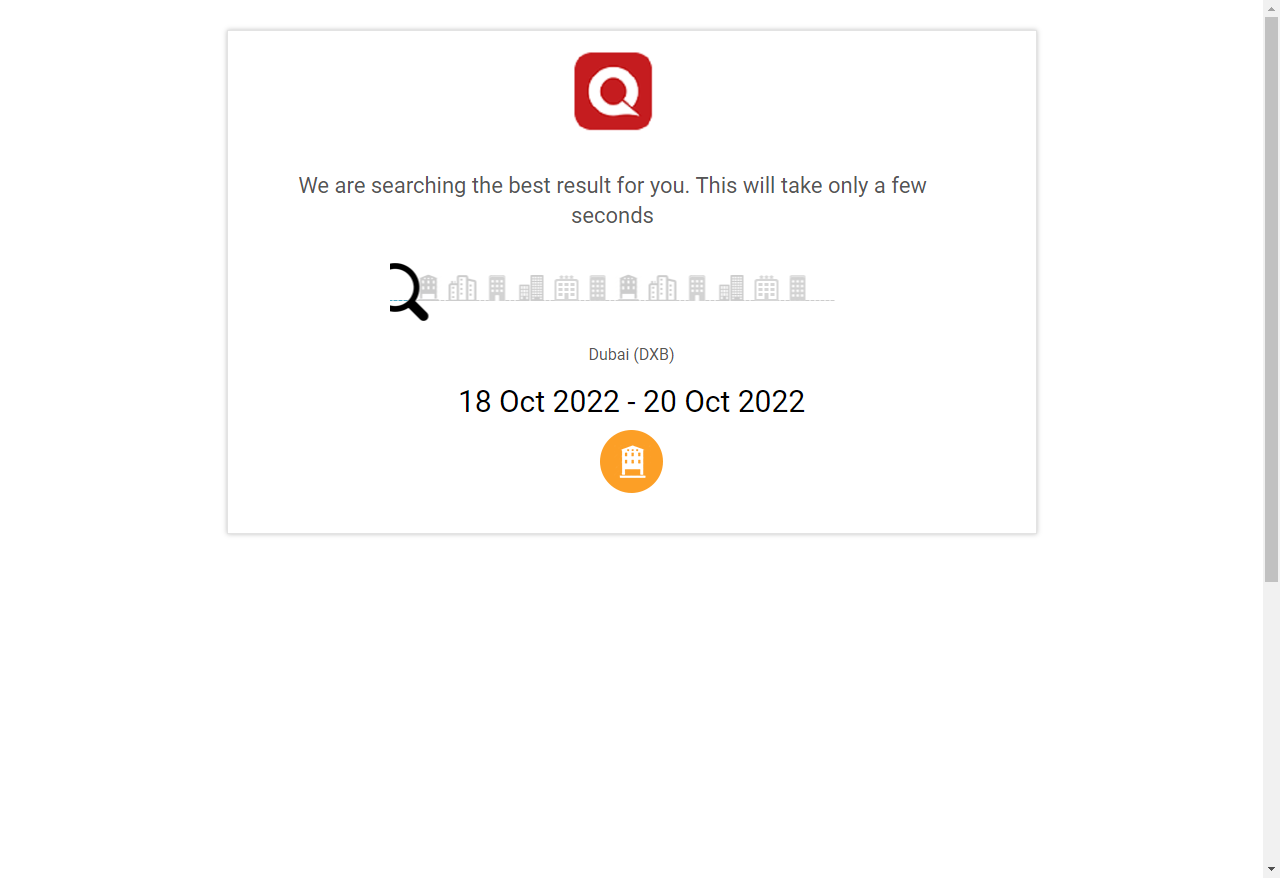 We are searching the best result for you. This will take only a few
seconds
Dubai (DXB)
18 Oct 2022 - 20 Oct 2022